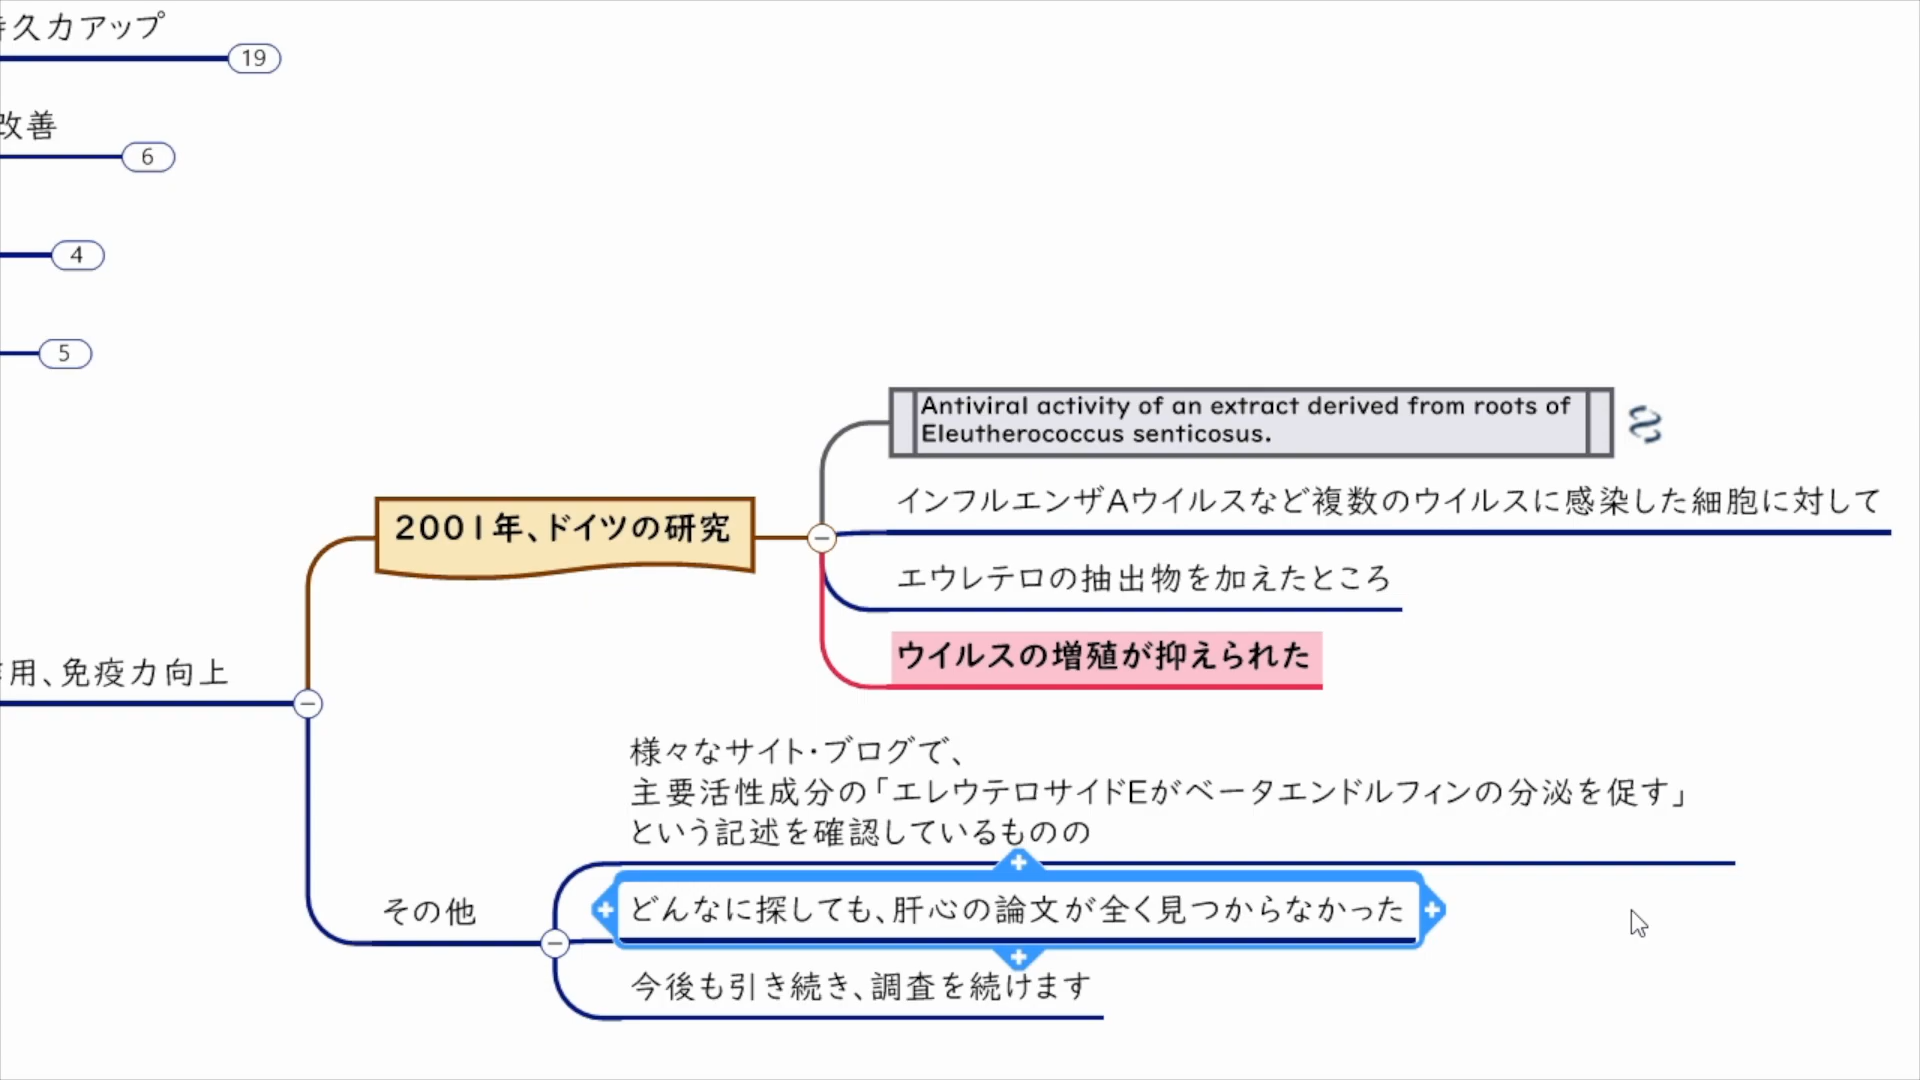 久力アップ
19
改善
6
4
5
Antiviral activity of an extract derived from roots of
Eleutherococcus senticosus.
インフルエンザAウイルスなど複数のウイルスに感染した細胞に対して
2001年、ドイツの研究
エウレテロの抽出物を加えたところ
ウイルスの増殖が抑えられた
用、免疫力向上
様々なサイト・ブログで、
主要活性成分の「エレウテロサイドEがベータエンドルフィンの分泌を促す」
という記述を確認しているものの
その他
どんなに探しても、肝心の論文が全く見つからなかった
今後も引き続き、調査を続けます